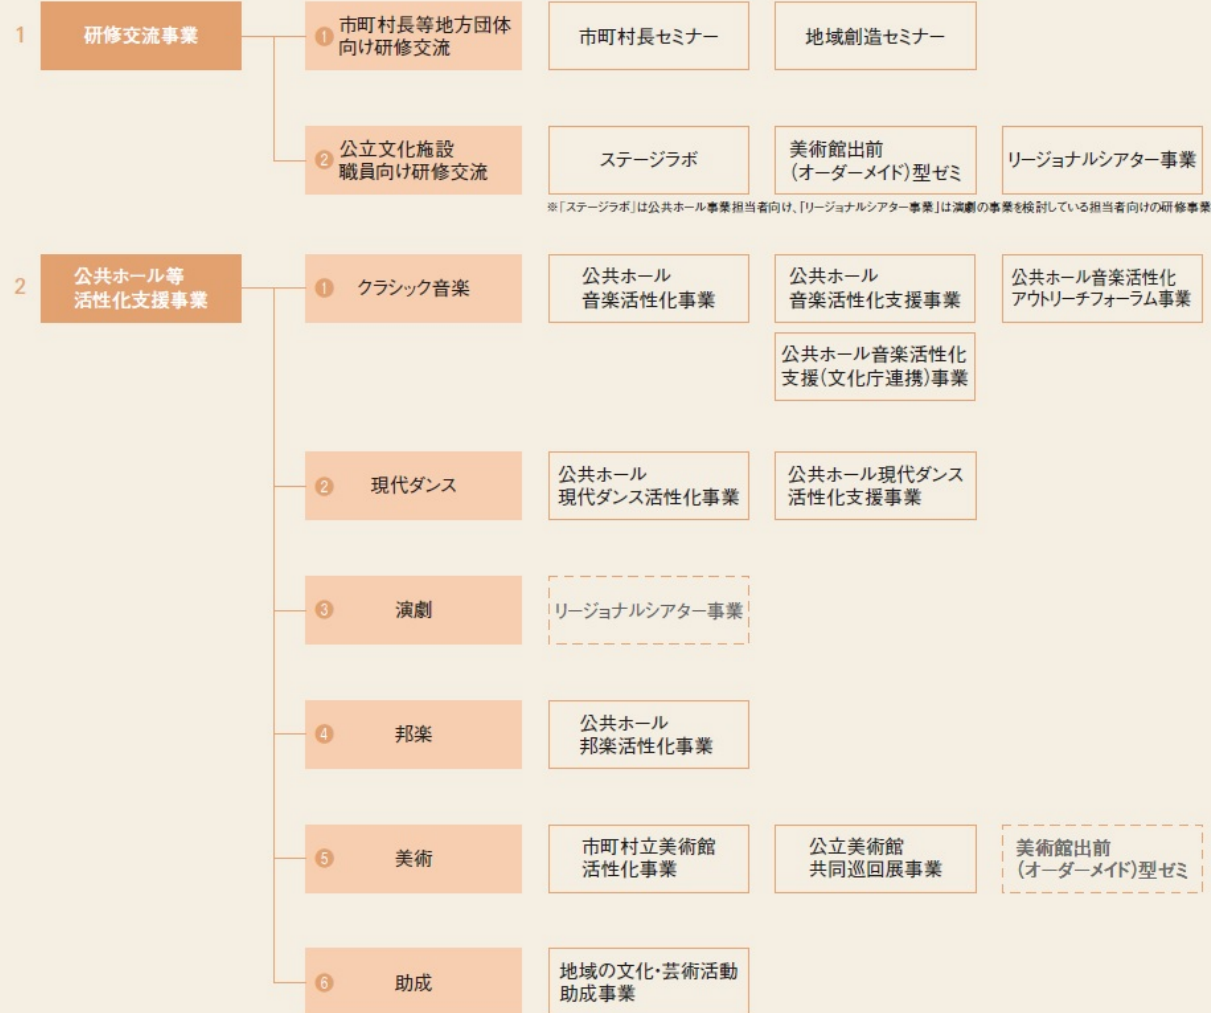 1
研修交流事業
❶
市町村長等地方団体
向け研修交流
市町村長セミナー
地域創造セミナー
❷
公立文化施設
職員向け研修交流
ステージラボ
美術館出前
(オーダーメイド)型ゼミ
リージョナルシアター事業
※「ステージラボ」は公共ホール事業担当者向け、「リージョナルシアター事業」は演劇の事業を検討している担当者向けの研修事業
2
公共ホール等
活性化支援事業
❶
クラシック音楽
公共ホール
音楽活性化事業
公共ホール
音楽活性化支援事業
公共ホール音楽活性化
アウトリーチフォーラム事業
公共ホール音楽活性化
支援(文化庁連携)事業
❷
現代ダンス
公共ホール
現代ダンス活性化事業
公共ホール現代ダンス
活性化支援事業
❸
演劇
リージョナルシアター事業
❹
邦楽
公共ホール
邦楽活性化事業
❺
美術
市町村立美術館
活性化事業
公立美術館
共同巡回展事業
美術館出前
(オーダーメイド)型ゼミ
❻
助成
地域の文化・芸術活動
助成事業